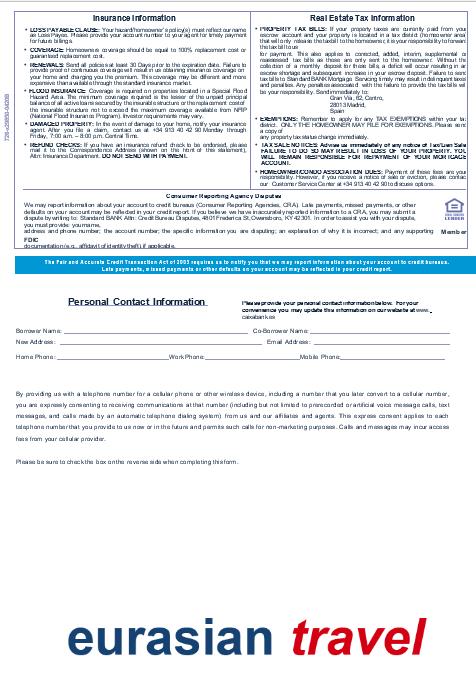 Insurance Information
• LOSS PAYABLE CLAUSE: If Your hazard/homeowner's policy(s) must reflect our name
as Loss Payee. Please provide your account number to your agent for timely payment
for future billings.
• COVERAGE: Homeowners coverage should be equal to 100% replacement cost or
guaranteed replacement cost.
• RENEWALS: Send all policies at least 30 Days prior to the expiration date. Failure to
provide proof of continuous coverage will result in us obtaining insurance coverage on
your home and charging you the premium. This coverage may be different and more
expensive than available through the standard insurance market.
• FLOOD INSURANCE: Coverage is required on properties located in a Special Flood
Hazard Area. The minimum coverage required is the lesser of the unpaid principal
balance of all active loans secured by the insurable structure or the replacement cost of
the insurable structure not to exceed the maximum coverage available from NFIP
(National Flood Insurance Program). Investor requirements may vary.
• DAMAGED PROPERTY: In the event of damage to your home, notify your insurance
agent. After you file a claim, contact us at +34 913 40 42 90 Monday through
Friday, 7:00 a.m. – 8:00 p.m. Central Time.
• REFUND CHECKS: If you have an insurance refund check to be endorsed, please
mail it to the Correspondence Address (shown on the front of this statement),
Attn: Insurance Department. DO NOT SEND WITH PAYMENT.
Real Estate Tax Information
• PROPERTY TAX BILLS: If Your property taxes are currently paid from your
escrow account and your property is located in a tax district (homeowner area
that will only release the tax bill to the homeowner, it is your responsibility to forward
the tax bill to us
for payment. This also applies to corrected, added, interim, supplemental or
reassessed tax bills as those are only sent to the homeowner. Without the
collection of a monthly deposit for these bills, a deficit will occur resulting in an
escrow shortage and subsequent increase in your escrow deposit. Failure to send
tax bills to Standard BANK Mortgage Servicing timely may result in delinquent taxes
and penalties. Any penalties associated with the failure to provide the tax bills will
be your responsibility. Send immediately to:
Gran Vía, 62, Centro,
28013 Madrid,
Spain
• EXEMPTIONS: Remember to apply for any TAX EXEMPTIONS within your tax
district. ONLY THE HOMEOWNER MAY FILE FOR EXEMPTIONS. Please send
a copy of
any property tax status change immediately.
• TAX SALE NOTICES: Advise us immediately of any notice of Tax/Lien Sale.
FAILURE TO DO SO MAY RESULT IN LOSS OF YOUR PROPERTY. YOU
WILL REMAIN RESPONSIBLE FOR REPAYMENT OF YOUR MORTGAGE
ACCOUNT.
• HOMEOWNER/CONDO ASSOCIATION DUES: Payment of these fees are your
responsibility. However, if you receive a notice of sale or eviction, please contact
our Customer Service Center at +34 913 40 42 90 to discuss options.
Consumer Reporting Agency Disputes
We may report information about your account to credit bureaus (Consumer Reporting Agencies, CRA). Late payments, missed payments, or other
defaults on your account may be reflected in your credit report. If you believe we have inaccurately reported information to a CRA, you may submit a
dispute by writing to: Standard BANK Attn: Credit Bureau Disputes, 4801 Frederica St, Owensboro, KY 42301. In order to assist you with your dispute,
you must provide: your name,
address and phone number; the account number; the specific information you are disputing; an explanation of why it is incorrect; and any supporting
FDIC
documentation (e.g., affidavit of identity theft) if applicable.
LENDER
Member
The Fair and Accurate Credit Transaction Act of 2003 requires us to notify you that we may report information about your account to credit bureaus.
Late payments, missed payments or other defaults on your account may be reflected in your credit report.
Personal Contact Information
Please provide your personal contact information below. For your
convenience you may update this information on our website at www.
caixabank.es
Borrower Name:
Co-Borrower Name:
New Address:
Email Address:
Home Phone:
Work Phone:
Mobile Phone:
By providing us with a telephone number for a cellular phone or other wireless device, including a number that you later convert to a cellular number,
you are expressly consenting to receiving communications at that number (including but not limited to prerecorded or artificial voice message calls, text
messages, and calls made by an automatic telephone dialing system) from us and our affiliates and agents. This express consent applies to each
telephone number that you provide to us now or in the future and permits such calls for non-marketing purposes. Calls and messages may incur access
fees from your cellular provider.
Please be sure to check the box on the reverse side when completing this form.
eurasian travel